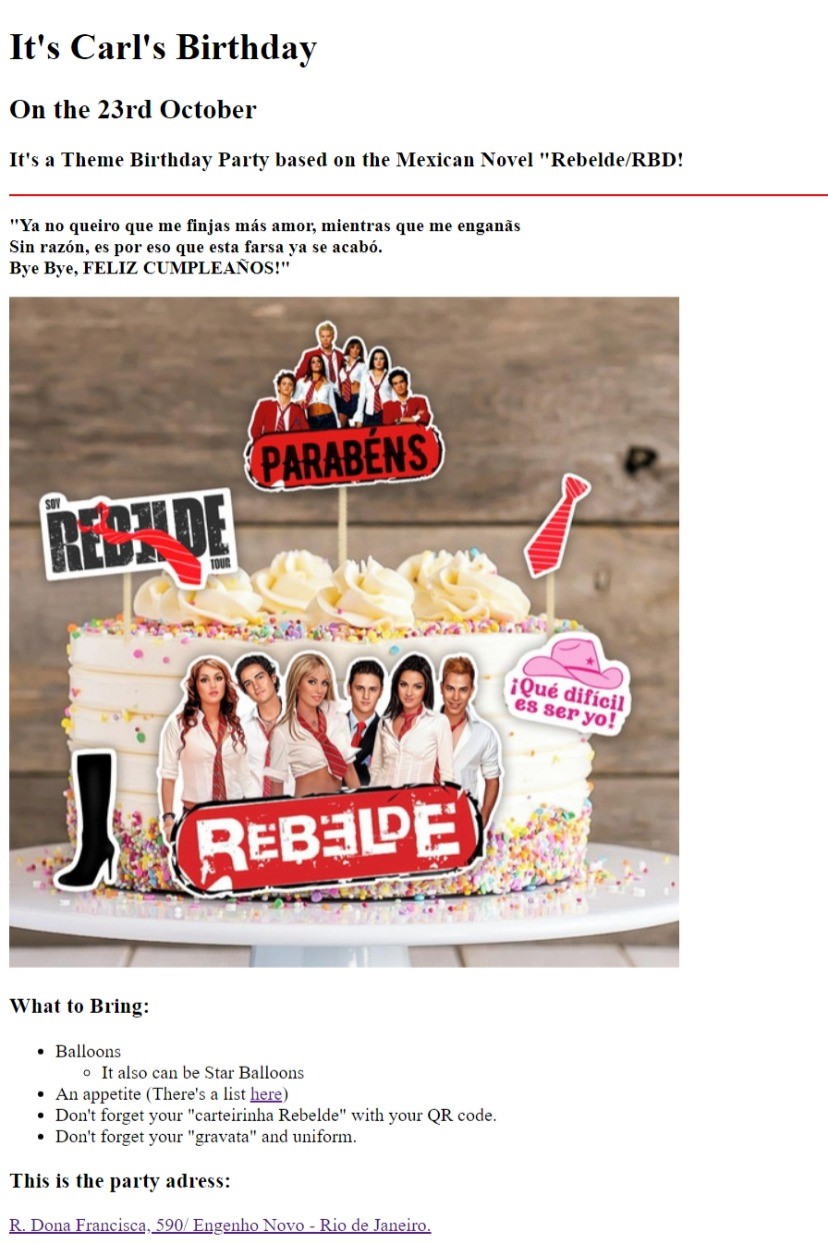 It's Carl's Birthday
On the 23rd October
It's a Theme Birthday Party based on the Mexican Novel "Rebelde/RBD!
"Ya no queiro que me finjas más amor, mientras que me enganãs
Sin razón, es por eso que esta farsa ya se acabó.
Bye Bye, FELIZ CUMPLEAÑOS!"
PARABÉNS
SOY
REBELDE
TOUR
¡Qué difícil
es ser yo!
REBELDE
What to Bring:
Balloons
It also can be Star Balloons
An appetite (There's a list here)
Don't forget your "carteirinha Rebelde" with your QR code.
Don't forget your "gravata" and uniform.
This is the party adress:
R. Dona Francisca, 590/ Engenho Novo - Rio de Janeiro.